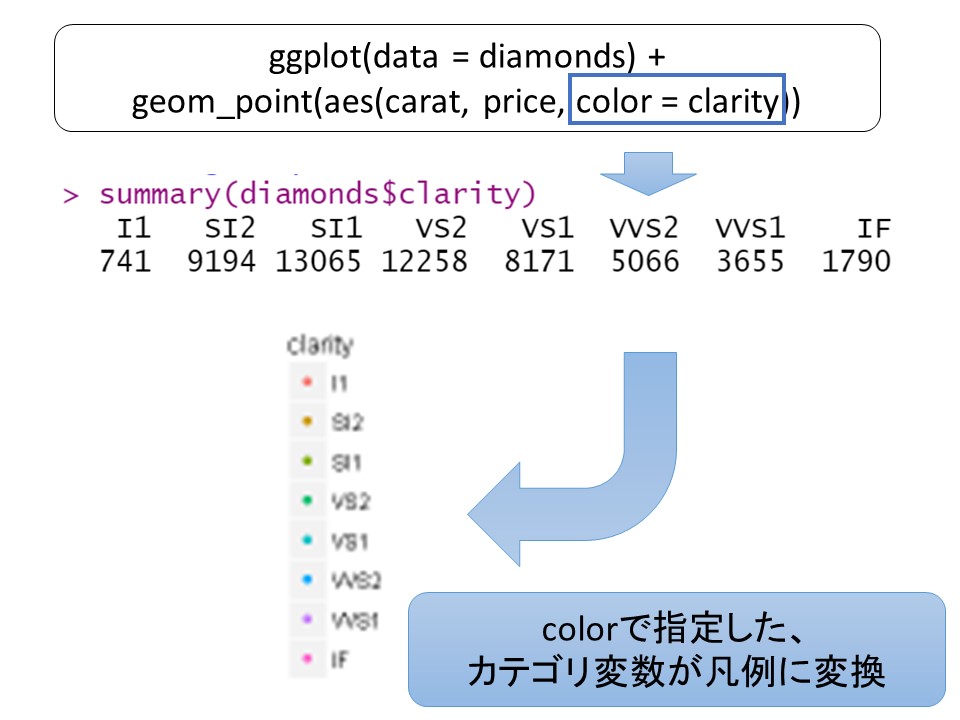 ggplot(data = diamonds) +
geom_point(aes(carat, price, color = clarity))
> summary(diamonds$clarity)
I1 SI2 SI1 VS2 VS1 VVS2 VVS1 IF
741 9194 13065 12258 8171 5066 3655 1790
clarity
I1
SI2
SI1
VS2
VS1
VVS2
VVS1
IF
colorで指定した、
カテゴリ変数が凡例に変換